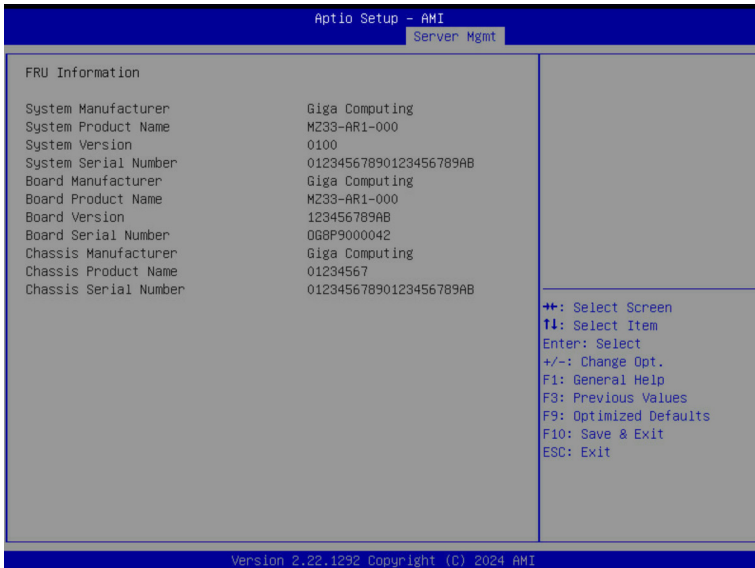 Aptio Setup – AMI
Server Mgmt
FRU Information
System Manufacturer Giga Computing
System Product Name MZ33-AR1-000
System Version 0100
System Serial Number 01234567890123456789AB
Board Manufacturer Giga Computing
Board Product Name MZ33-AR1-000
Board Version 123456789AB
Board Serial Number OG8P9000042
Chassis Manufacturer Giga Computing
Chassis Product Name 01234567
Chassis Serial Number 01234567890123456789AB
→←: Select Screen
↑↓: Select Item
Enter: Select
+/-: Change Opt.
F1: General Help
F3: Previous Values
F9: Optimized Defaults
F10: Save & Exit
ESC: Exit
Version 2.22.1292 Copyright (C) 2024 AMI